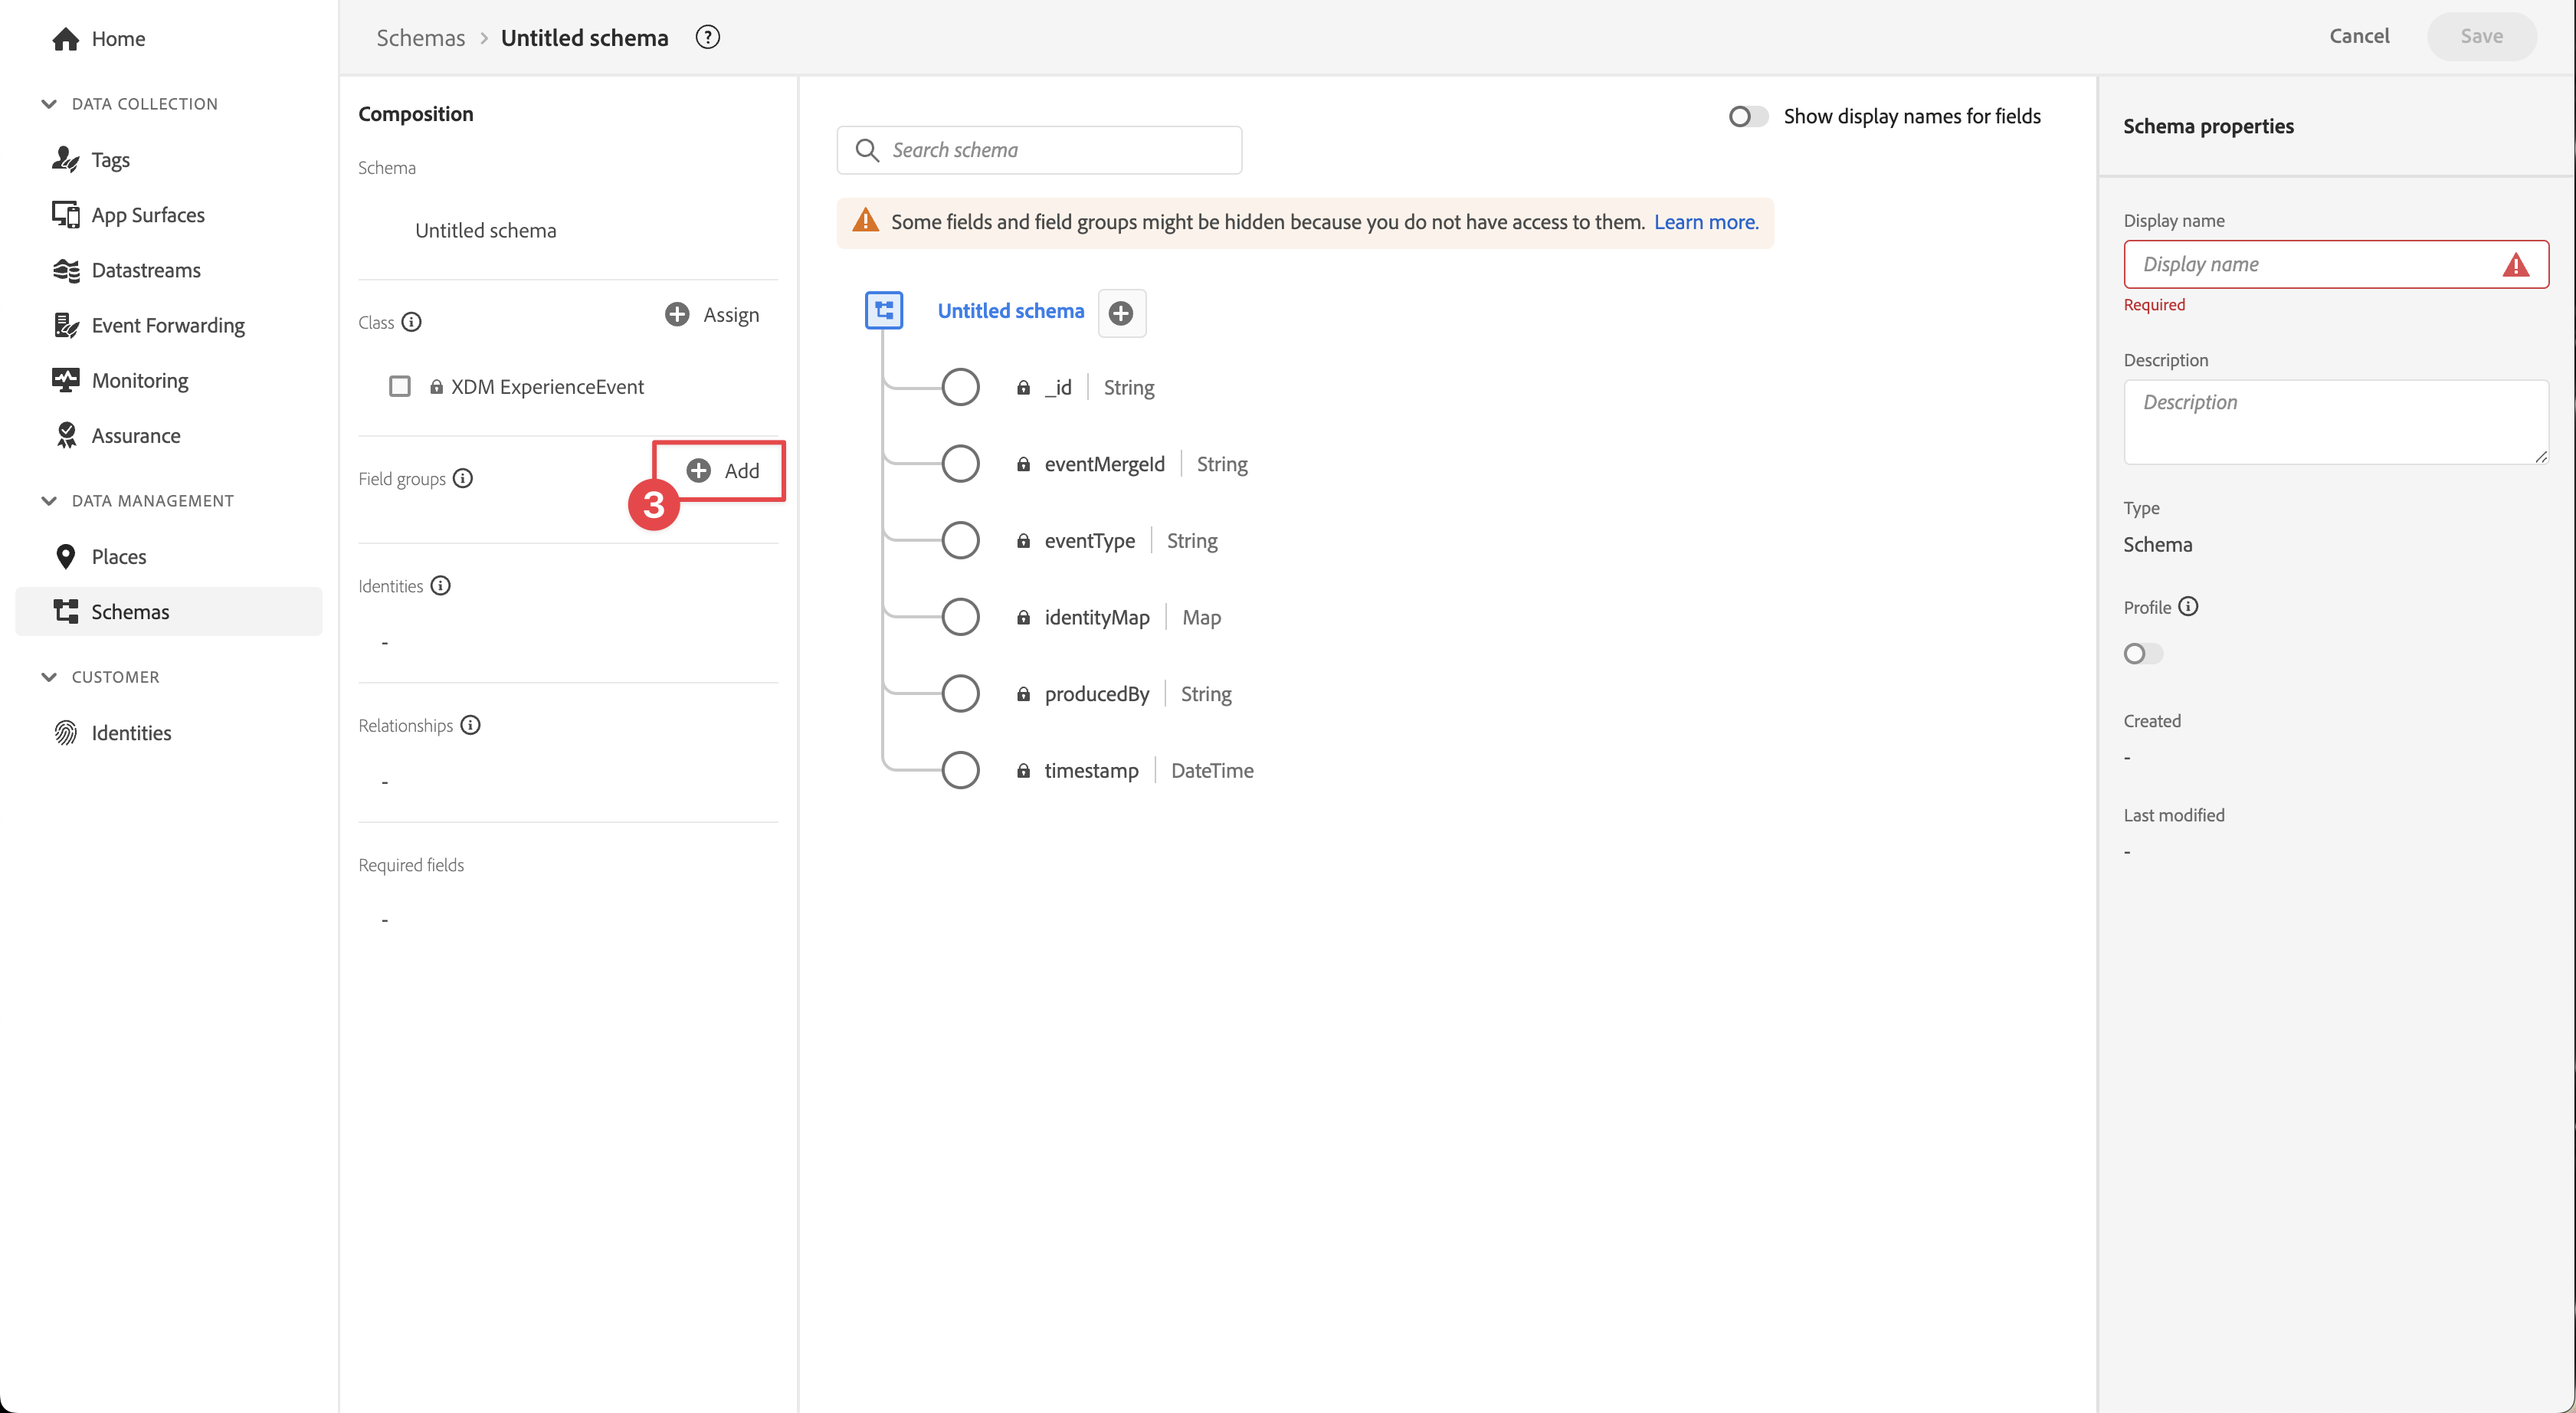 Home
DATA COLLECTION
Tags
App Surfaces
Datastreams
Event Forwarding
Monitoring
Assurance
DATA MANAGEMENT
Places
Schemas
CUSTOMER
Identities
Schemas > Untitled schema ?
Cancel Save
Composition
Schema
Untitled schema
Class Assign
XDM ExperienceEvent
Field groups Add
3
Identities
-
Relationships
-
Required fields
-
Show display names for fields
Search schema
Some fields and field groups might be hidden because you do not have access to them. Learn more.
Untitled schema
_id String
eventMergeId String
eventType String
identityMap Map
producedBy String
timestamp DateTime
Schema properties
Display name
Display name
Required
Description
Description
Type
Schema
Profile
Created
-
Last modified
-